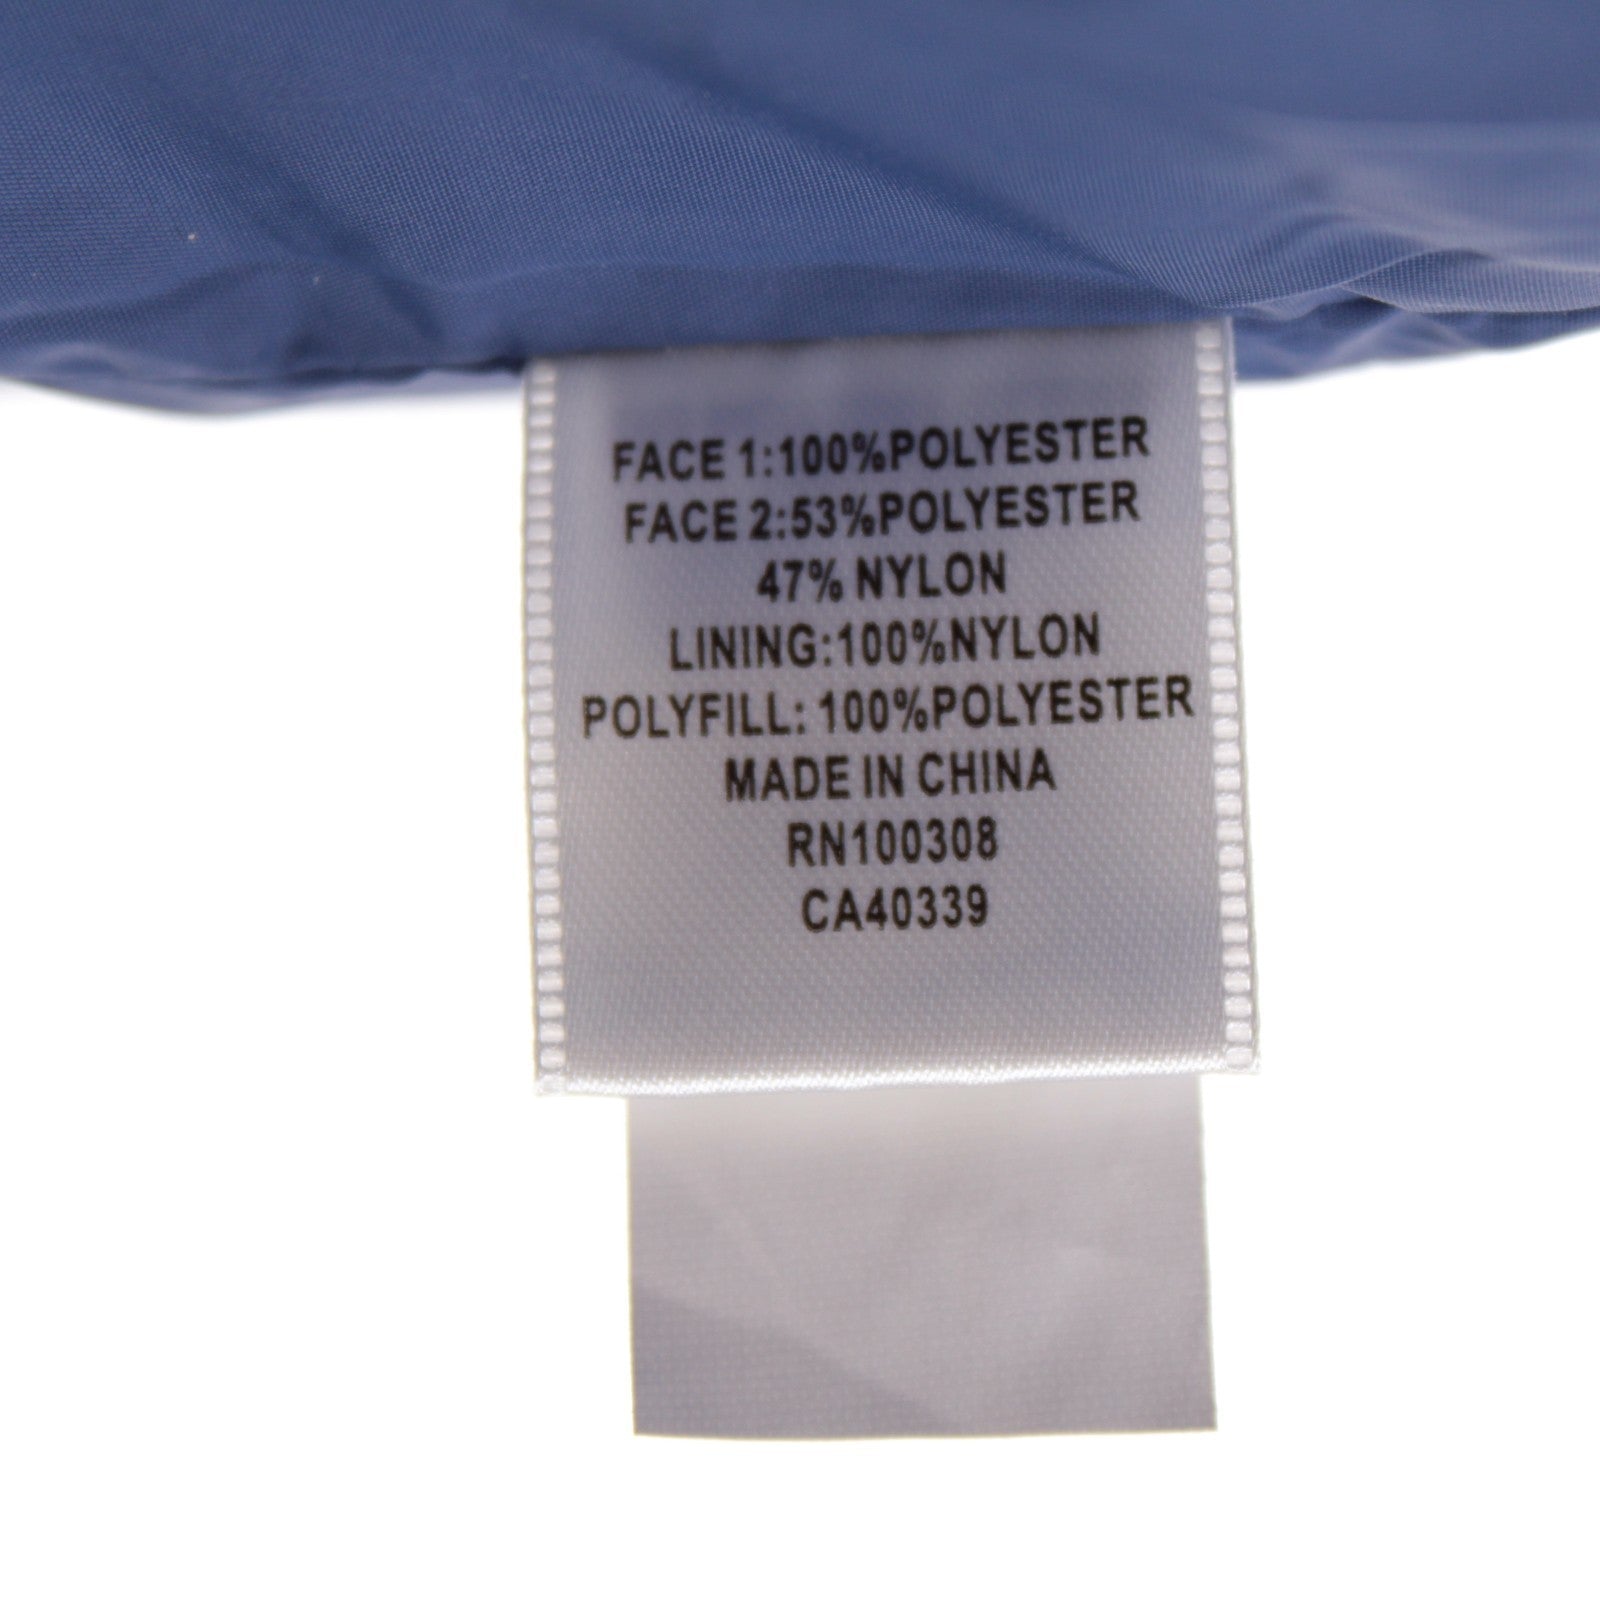 FACE 1:100%POLYESTER
FACE 2:53%POLYESTER
47% NYLON
LINING:100%NYLON
POLYFILL: 100%POLYESTER
MADE IN CHINA
RN100308
CA40339